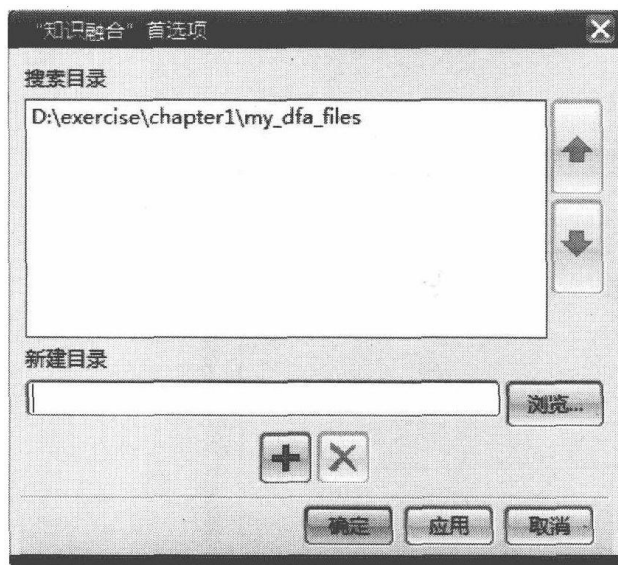 “知识融合”首选项
搜索目录
D:\exercise\chapter1\my_dfa_files
新建目录
浏览...
确定
应用
取消